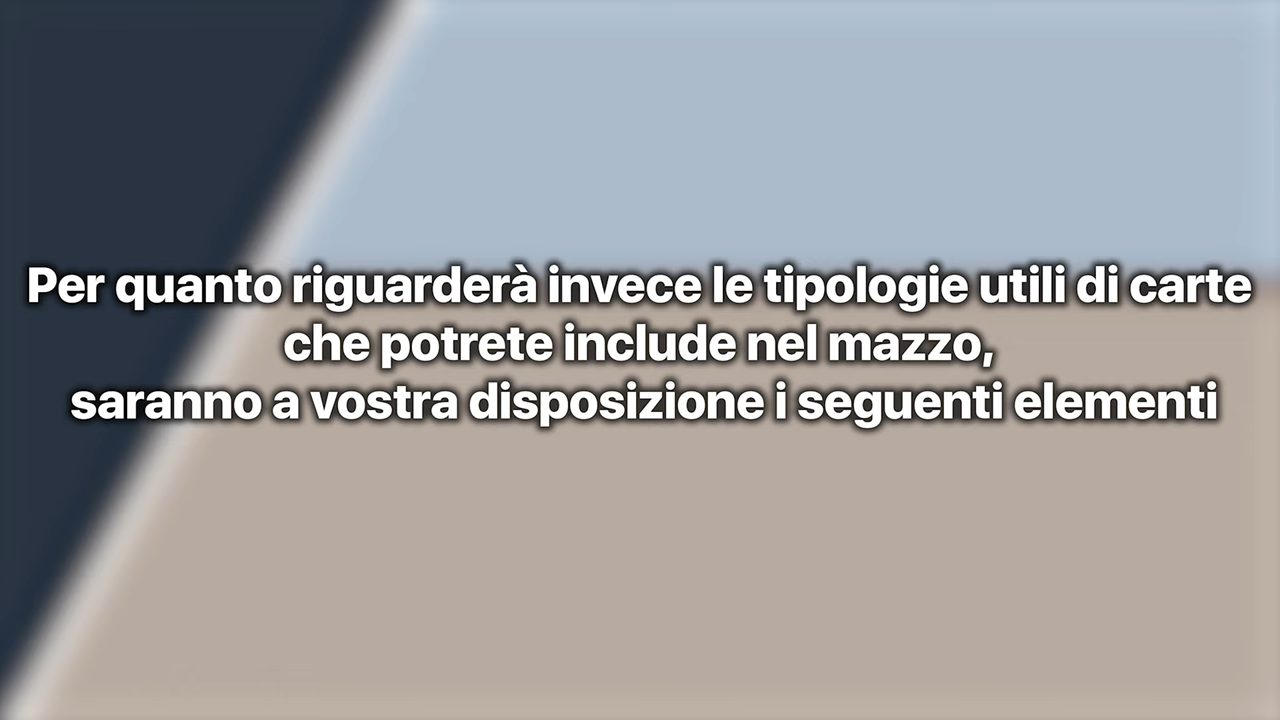 Per quanto riguarderà invece le tipologie utili di carte
che potrete include nel mazzo,
saranno a vostra disposizione i seguenti elementi